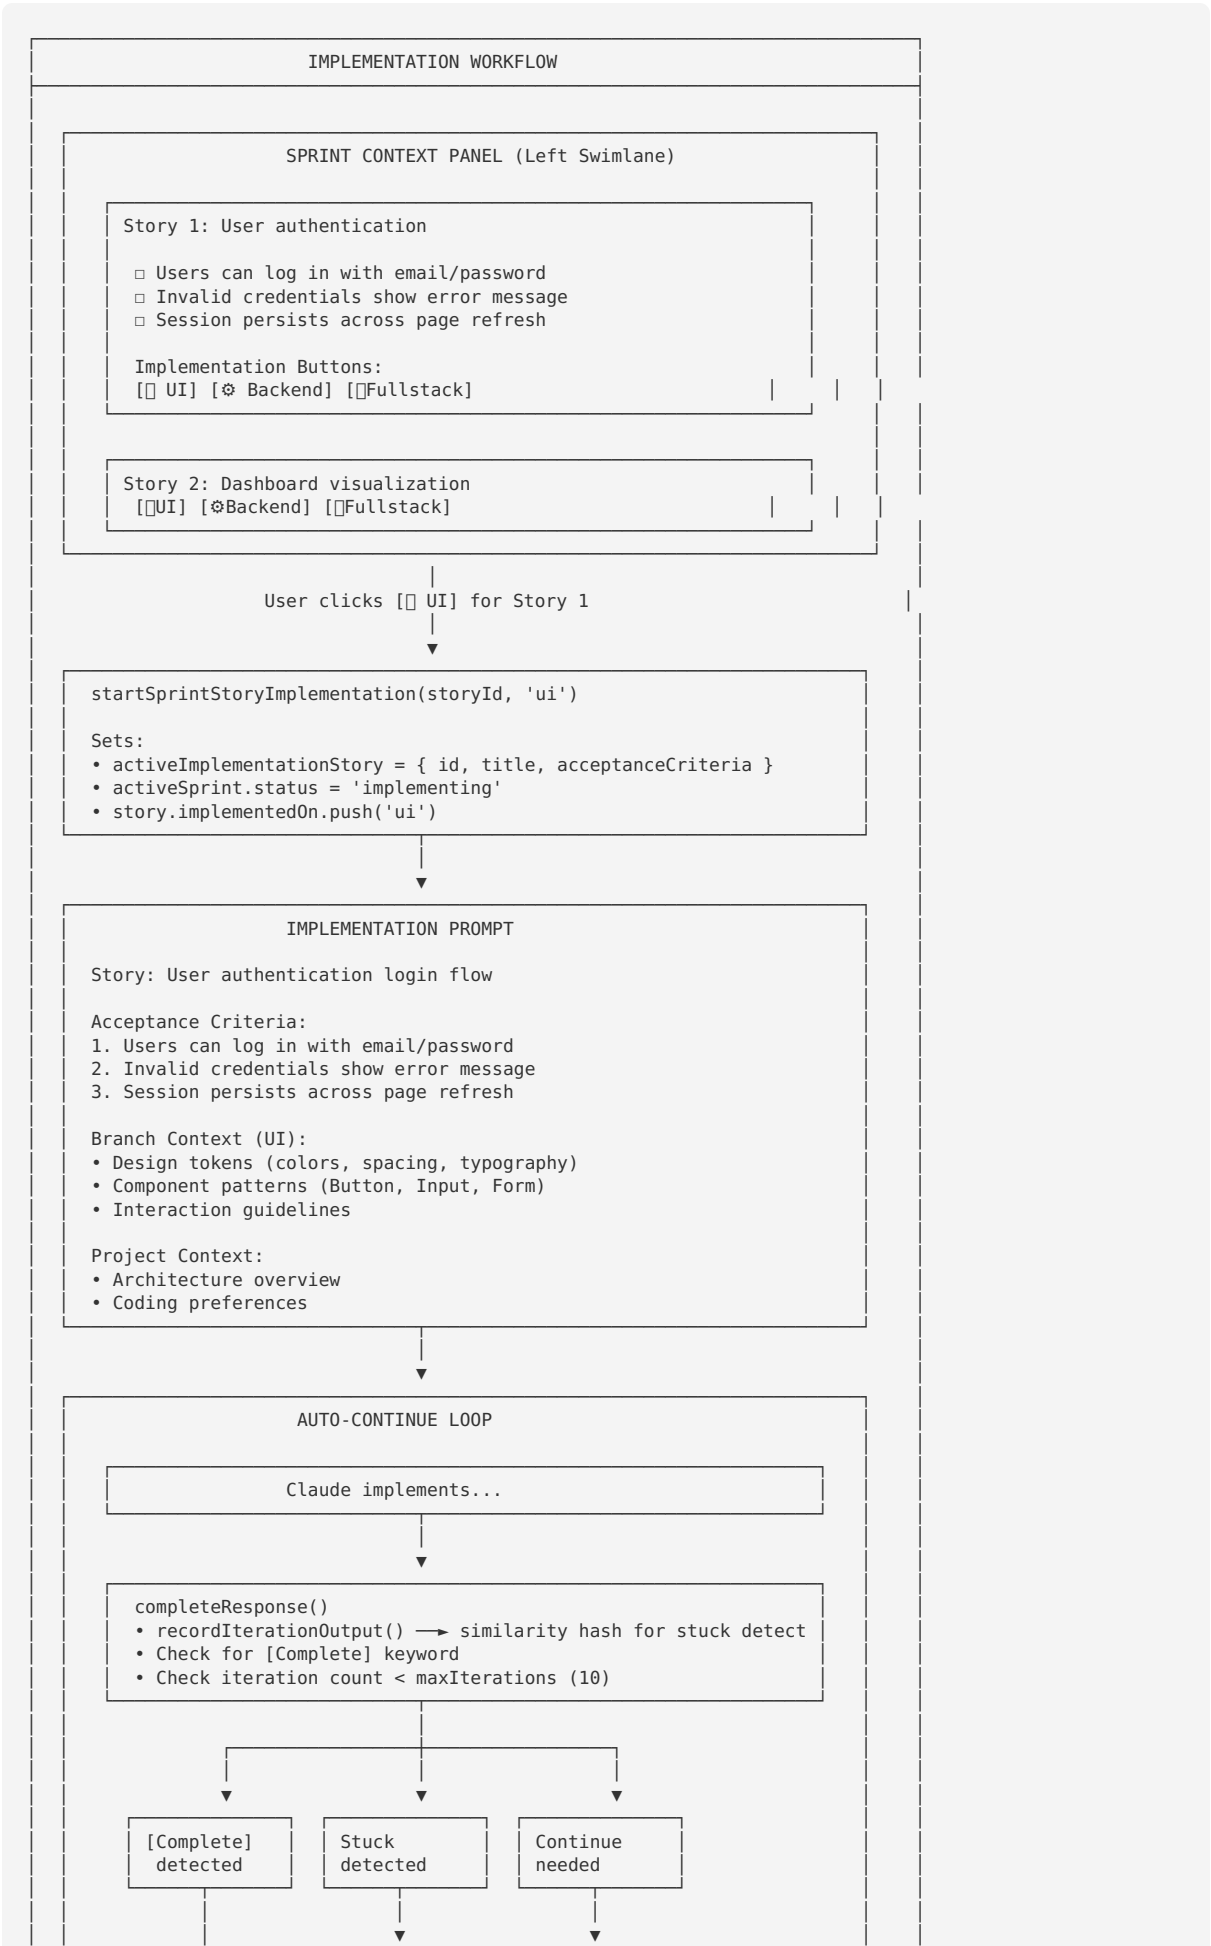 IMPLEMENTATION WORKFLOW
SPRINT CONTEXT PANEL (Left Swimlane)
Story 1: User authentication
☐ Users can log in with email/password
☐ Invalid credentials show error message
☐ Session persists across page refresh
Implementation Buttons:
[▯ UI] [⚙ Backend] [▯Fullstack]
Story 2: Dashboard visualization
[▯UI] [⚙Backend] [▯Fullstack]
User clicks [▯ UI] for Story 1
startSprintStoryImplementation(storyId, 'ui')
Sets:
• activeImplementationStory = { id, title, acceptanceCriteria }
• activeSprint.status = 'implementing'
• story.implementedOn.push('ui')
IMPLEMENTATION PROMPT
Story: User authentication login flow
Acceptance Criteria:
1. Users can log in with email/password
2. Invalid credentials show error message
3. Session persists across page refresh
Branch Context (UI):
• Design tokens (colors, spacing, typography)
• Component patterns (Button, Input, Form)
• Interaction guidelines
Project Context:
• Architecture overview
• Coding preferences
AUTO-CONTINUE LOOP
Claude implements...
completeResponse()
• recordIterationOutput() ──► similarity hash for stuck detect
• Check for [Complete] keyword
• Check iteration count < maxIterations (10)
[Complete] detected
Stuck detected
Continue needed